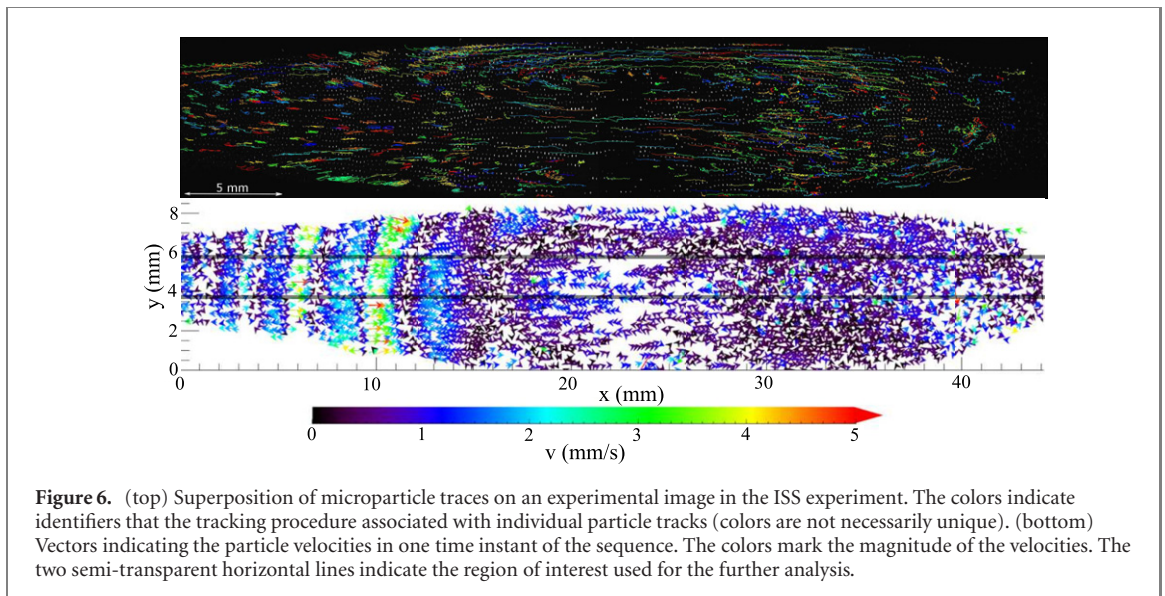 5 mm
8
6
4
2
0
y (mm)
0 10 20 30 40
x (mm)
0 1 2 3 4 5
v (mm/s)
Figure 6. (top) Superposition of microparticle traces on an experimental image in the ISS experiment. The colors indicate
identifiers that the tracking procedure associated with individual particle tracks (colors are not necessarily unique). (bottom)
Vectors indicating the particle velocities in one time instant of the sequence. The colors mark the magnitude of the velocities. The
two semi-transparent horizontal lines indicate the region of interest used for the further analysis.